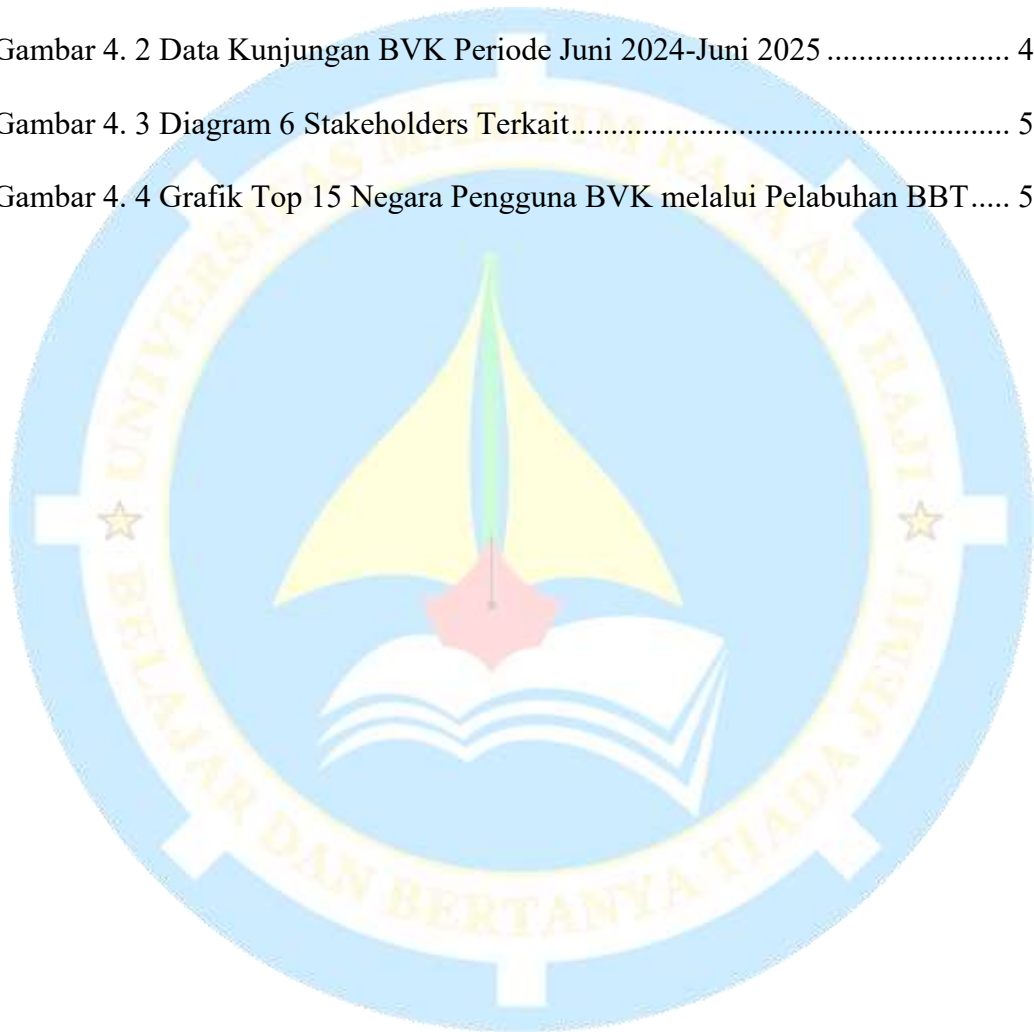 Gambar 4. 2 Data Kunjungan BVK Periode Juni 2024-Juni 2025 ...................... 4
Gambar 4. 3 Diagram 6 Stakeholders Terkait..................................................... 5
Gambar 4. 4 Grafik Top 15 Negara Pengguna BVK melalui Pelabuhan BBT..... 5
UNIVERSITAS MARITIM RAJA ALI HAJI
BELAJAR DAN BERTANYA TIADA JEMU